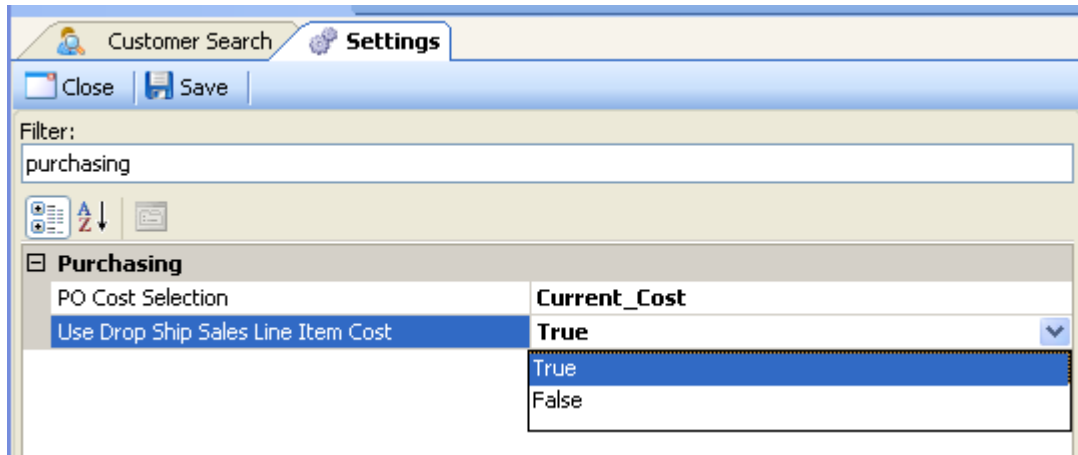 Customer Search Settings
Close Save
Filter:
purchasing
A
Z
Purchasing
PO Cost Selection Current_Cost
Use Drop Ship Sales Line Item Cost True
True
False